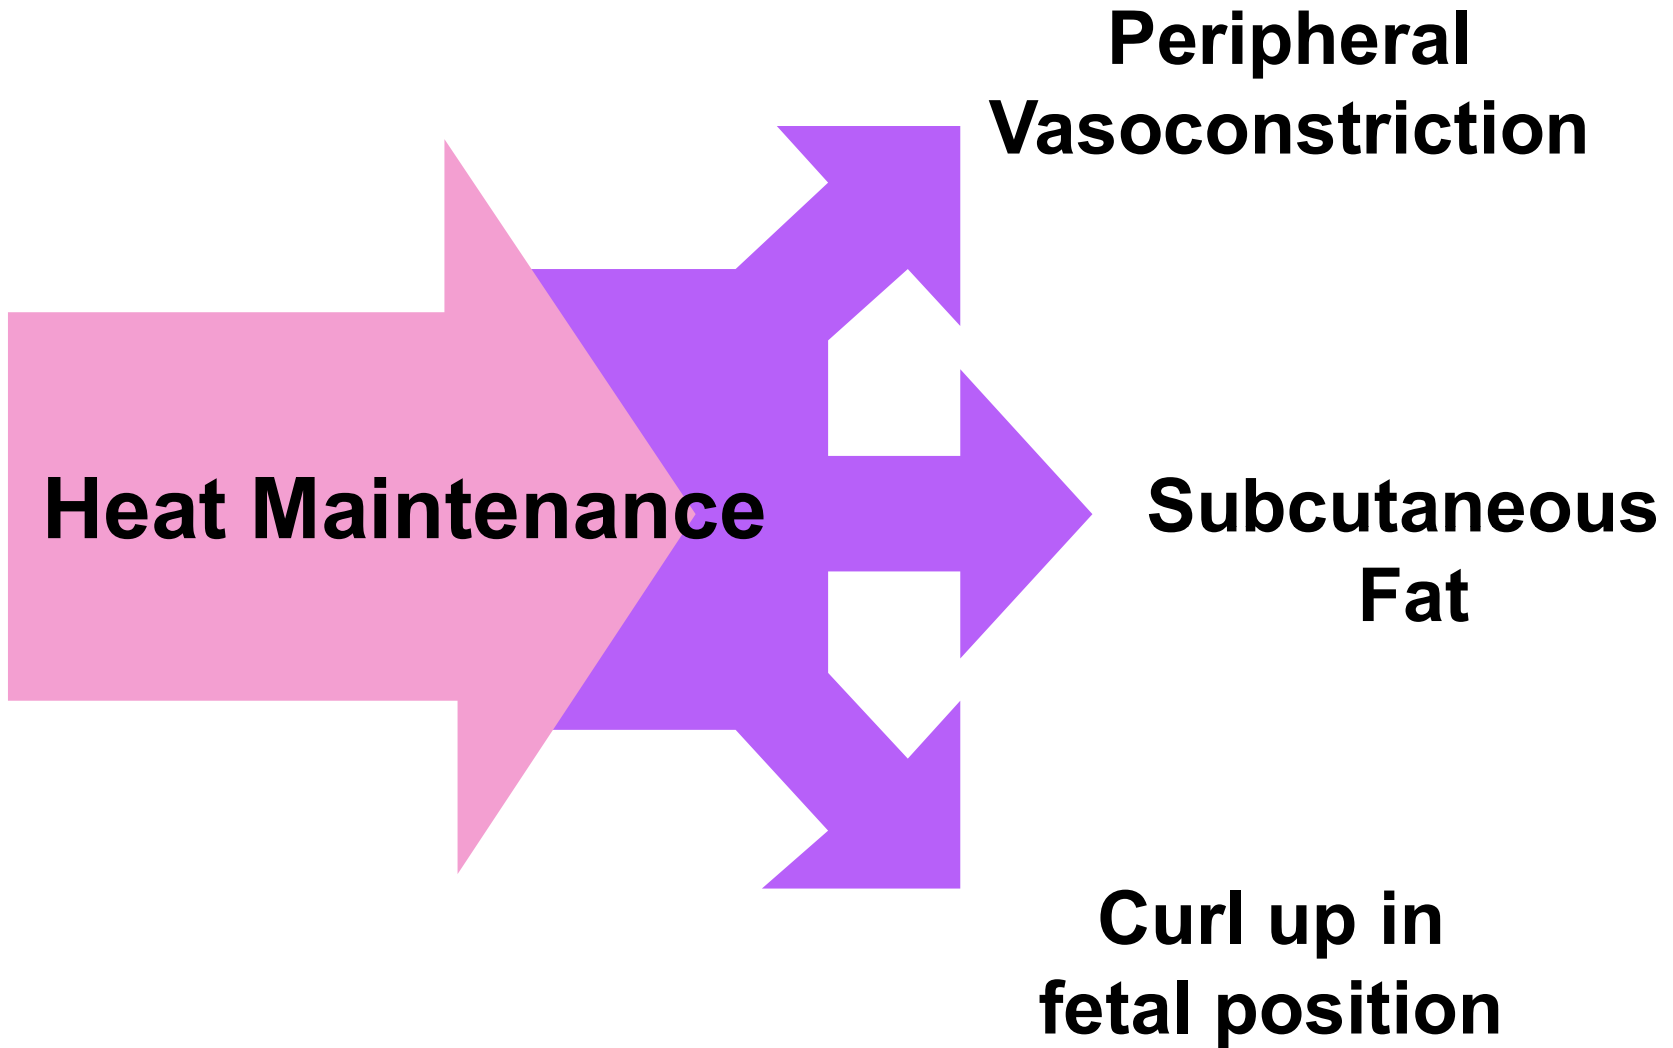 Peripheral
Vasoconstriction
Heat Maintenance
Subcutaneous
Fat
Curl up in
fetal position